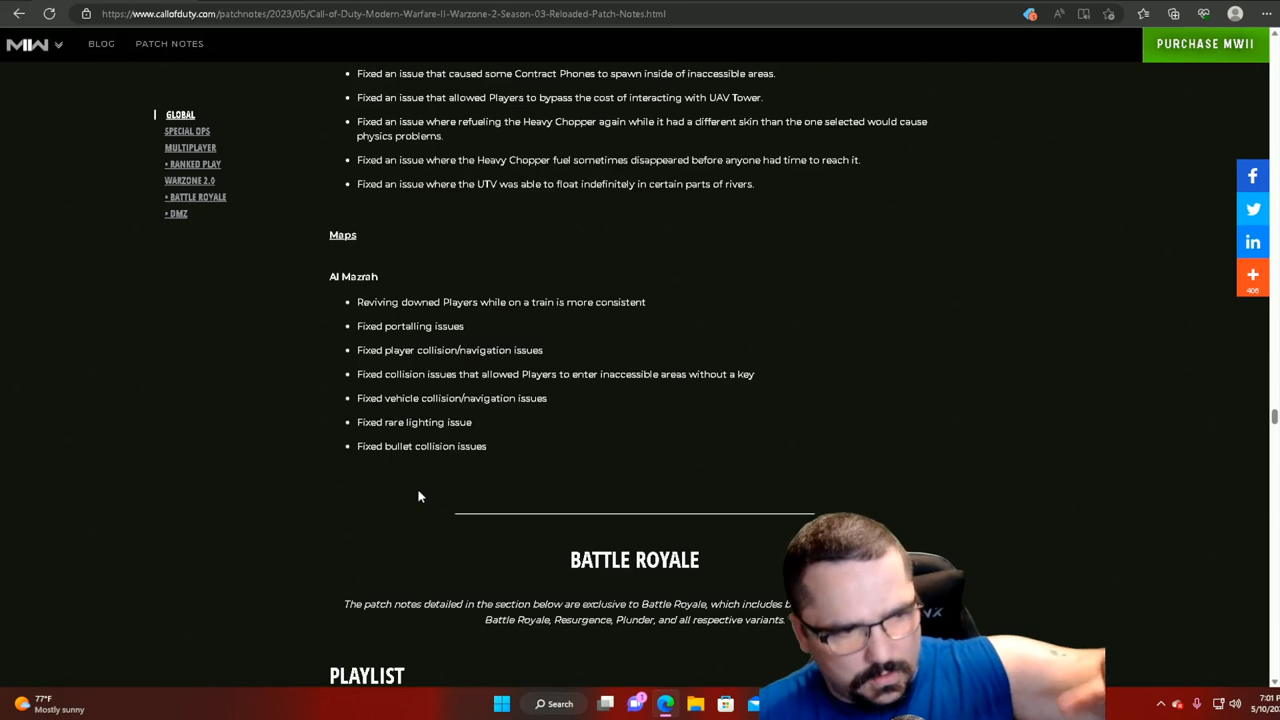 https://www.callofduty.com/patchnotes/2023/05/Call-of-Duty-Modern-Warfare-II-Warzone-2-Season-03-Reloaded-Patch-Notes.html
MW BLOG PATCH NOTES PURCHASE MWII
• Fixed an issue that caused some Contract Phones to spawn inside of inaccessible areas.
• Fixed an issue that allowed Players to bypass the cost of interacting with UAV Tower.
• Fixed an issue where refueling the Heavy Chopper again while it had a different skin than the one selected would cause
physics problems.
• Fixed an issue where the Heavy Chopper fuel sometimes disappeared before anyone had time to reach it.
• Fixed an issue where the UTV was able to float indefinitely in certain parts of rivers.
GLOBAL
SPECIAL OPS
MULTIPLAYER
• RANKED PLAY
WARZONE 2.0
• BATTLE ROYALE
• DMZ
Maps
Al Mazrah
• Reviving downed Players while on a train is more consistent
• Fixed portalling issues
• Fixed player collision/navigation issues
• Fixed collision issues that allowed Players to enter inaccessible areas without a key
• Fixed vehicle collision/navigation issues
• Fixed rare lighting issue
• Fixed bullet collision issues
BATTLE ROYALE
The patch notes detailed in the section below are exclusive to Battle Royale, which includes
Battle Royale, Resurgence, Plunder, and all respective variants.
PLAYLIST
f
in
+
406
77°F
Mostly sunny
Search
1
7:01 P
5/10/2